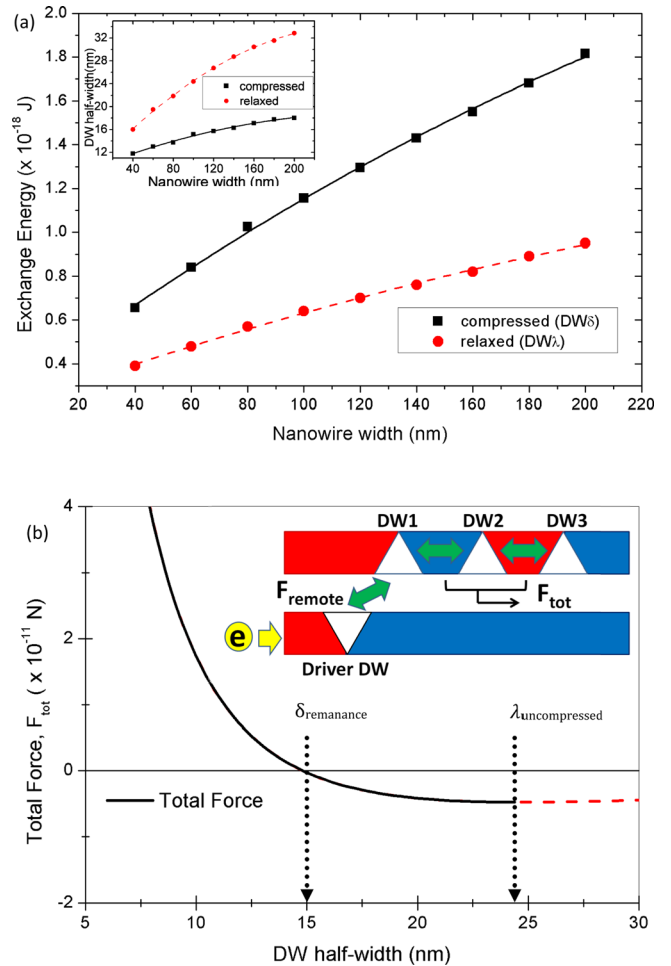 (a)
Exchange Energy (x 10⁻¹⁸ J)
2.0
1.8
1.6
1.4
1.2
1.0
0.8
0.6
0.4
20 40 60 80 100 120 140 160 180 200 220
Nanowire width (nm)
compressed (DWδ)
relaxed (DWλ)
DW half-width(nm)
32
28
24
20
16
12
40 80 120 160 200
Nanowire width (nm)
compressed
relaxed
(b)
Total Force, F_tot ( x 10⁻¹¹ N)
4
2
0
-2
5 10 15 20 25 30
DW half-width (nm)
DW1 DW2 DW3
F_remote
F_tot
e
Driver DW
δ_remanance
λ_uncompressed
Total Force